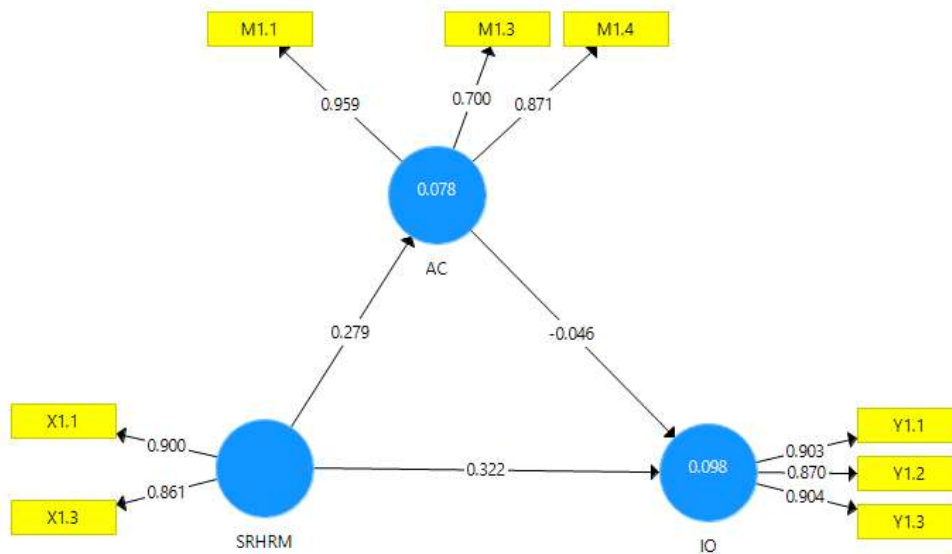 M1.1 M1.3 M1.4
0.959 0.700 0.871
0.078
AC
0.279 -0.046
X1.1 Y1.1
0.900 0.903
0.322 0.098 0.870 Y1.2
0.861 0.904
X1.3 Y1.3
SRHRM IO